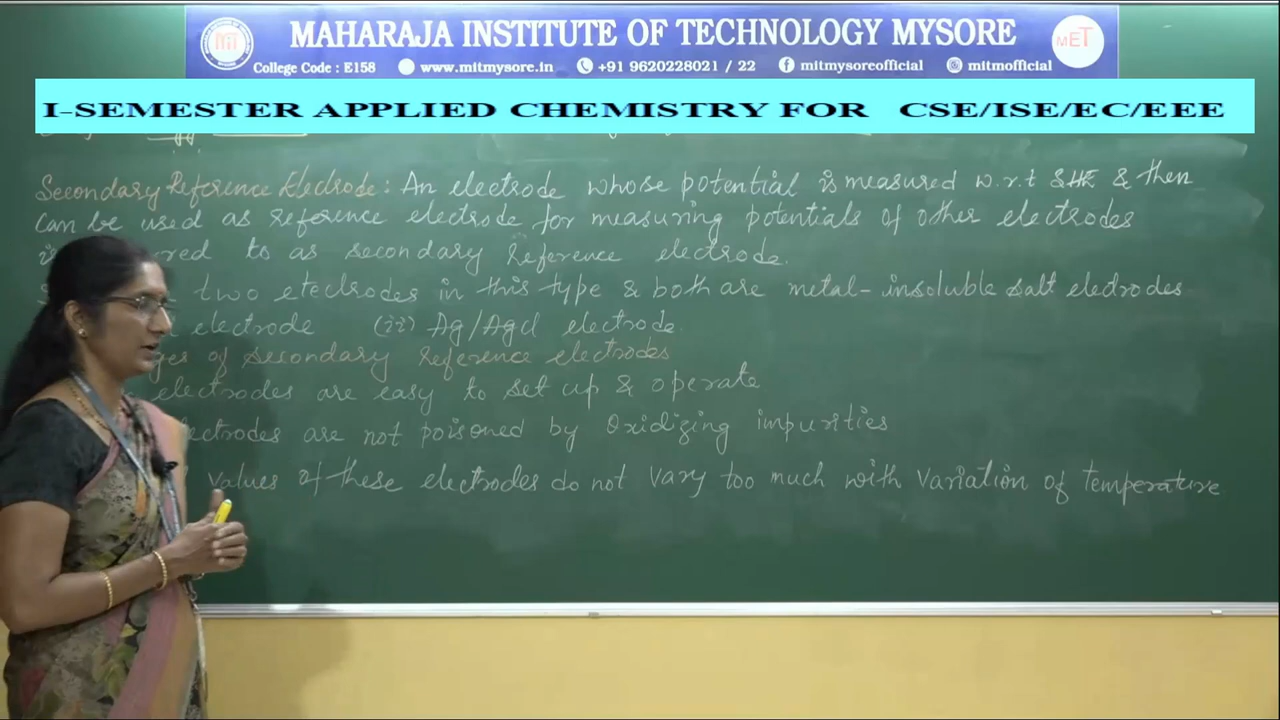 MAHARAJA INSTITUTE OF TECHNOLOGY MYSORE
MIT
MET
College Code : E158 www.mitmysore.in +91 9620228021 / 22 mitmysoreofficial mitmofficial
I-SEMESTER APPLIED CHEMISTRY FOR CSE/ISE/EC/EEE
Secondary Reference Electrode: An electrode whose potential is measured w.r.t SHE & then
can be used as reference electrode for measuring potentials of other electrodes
to as secondary Reference electrode.
two electrodes in this type & both are metal-insoluble salt electrodes
electrode (ii) Ag/Agcl electrode
of secondary Reference electrodes
electrodes are easy to set up & operate
are not poisoned by Oxidizing impurities
values of these electrodes do not vary too much with variation of temperature